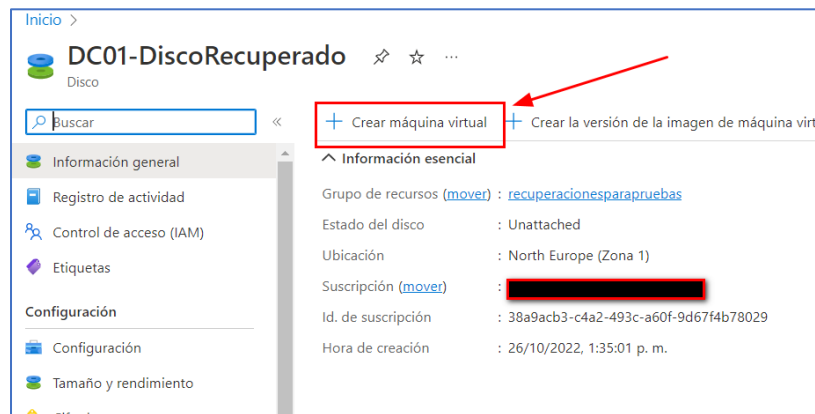 Inicio >
DC01-DiscoRecuperado
Disco
Buscar
Crear máquina virtual
Crear la versión de la imagen de máquina virt
Información general
Registro de actividad
Control de acceso (IAM)
Etiquetas
Configuración
Configuración
Tamaño y rendimiento
Información esencial
Grupo de recursos (mover) : recuperacionesparapruebas
Estado del disco : Unattached
Ubicación : North Europe (Zona 1)
Suscripción (mover) :
Id. de suscripción : 38a9acb3-c4a2-493c-a60f-9d67f4b78029
Hora de creación : 26/10/2022, 1:35:01 p. m.